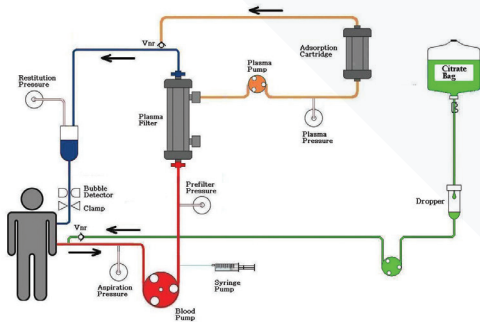 Vnr
Restitution
Pressure
Plasma
Filter
Plasma
Pump
Adsorption
Cartridge
Plasma
Pressure
Citrate
Bag
Prefilter
Pressure
Bubble
Detector
Clamp
Vnr
Dropper
Aspiration
Pressure
Blood
Pump
Syringe
Pump